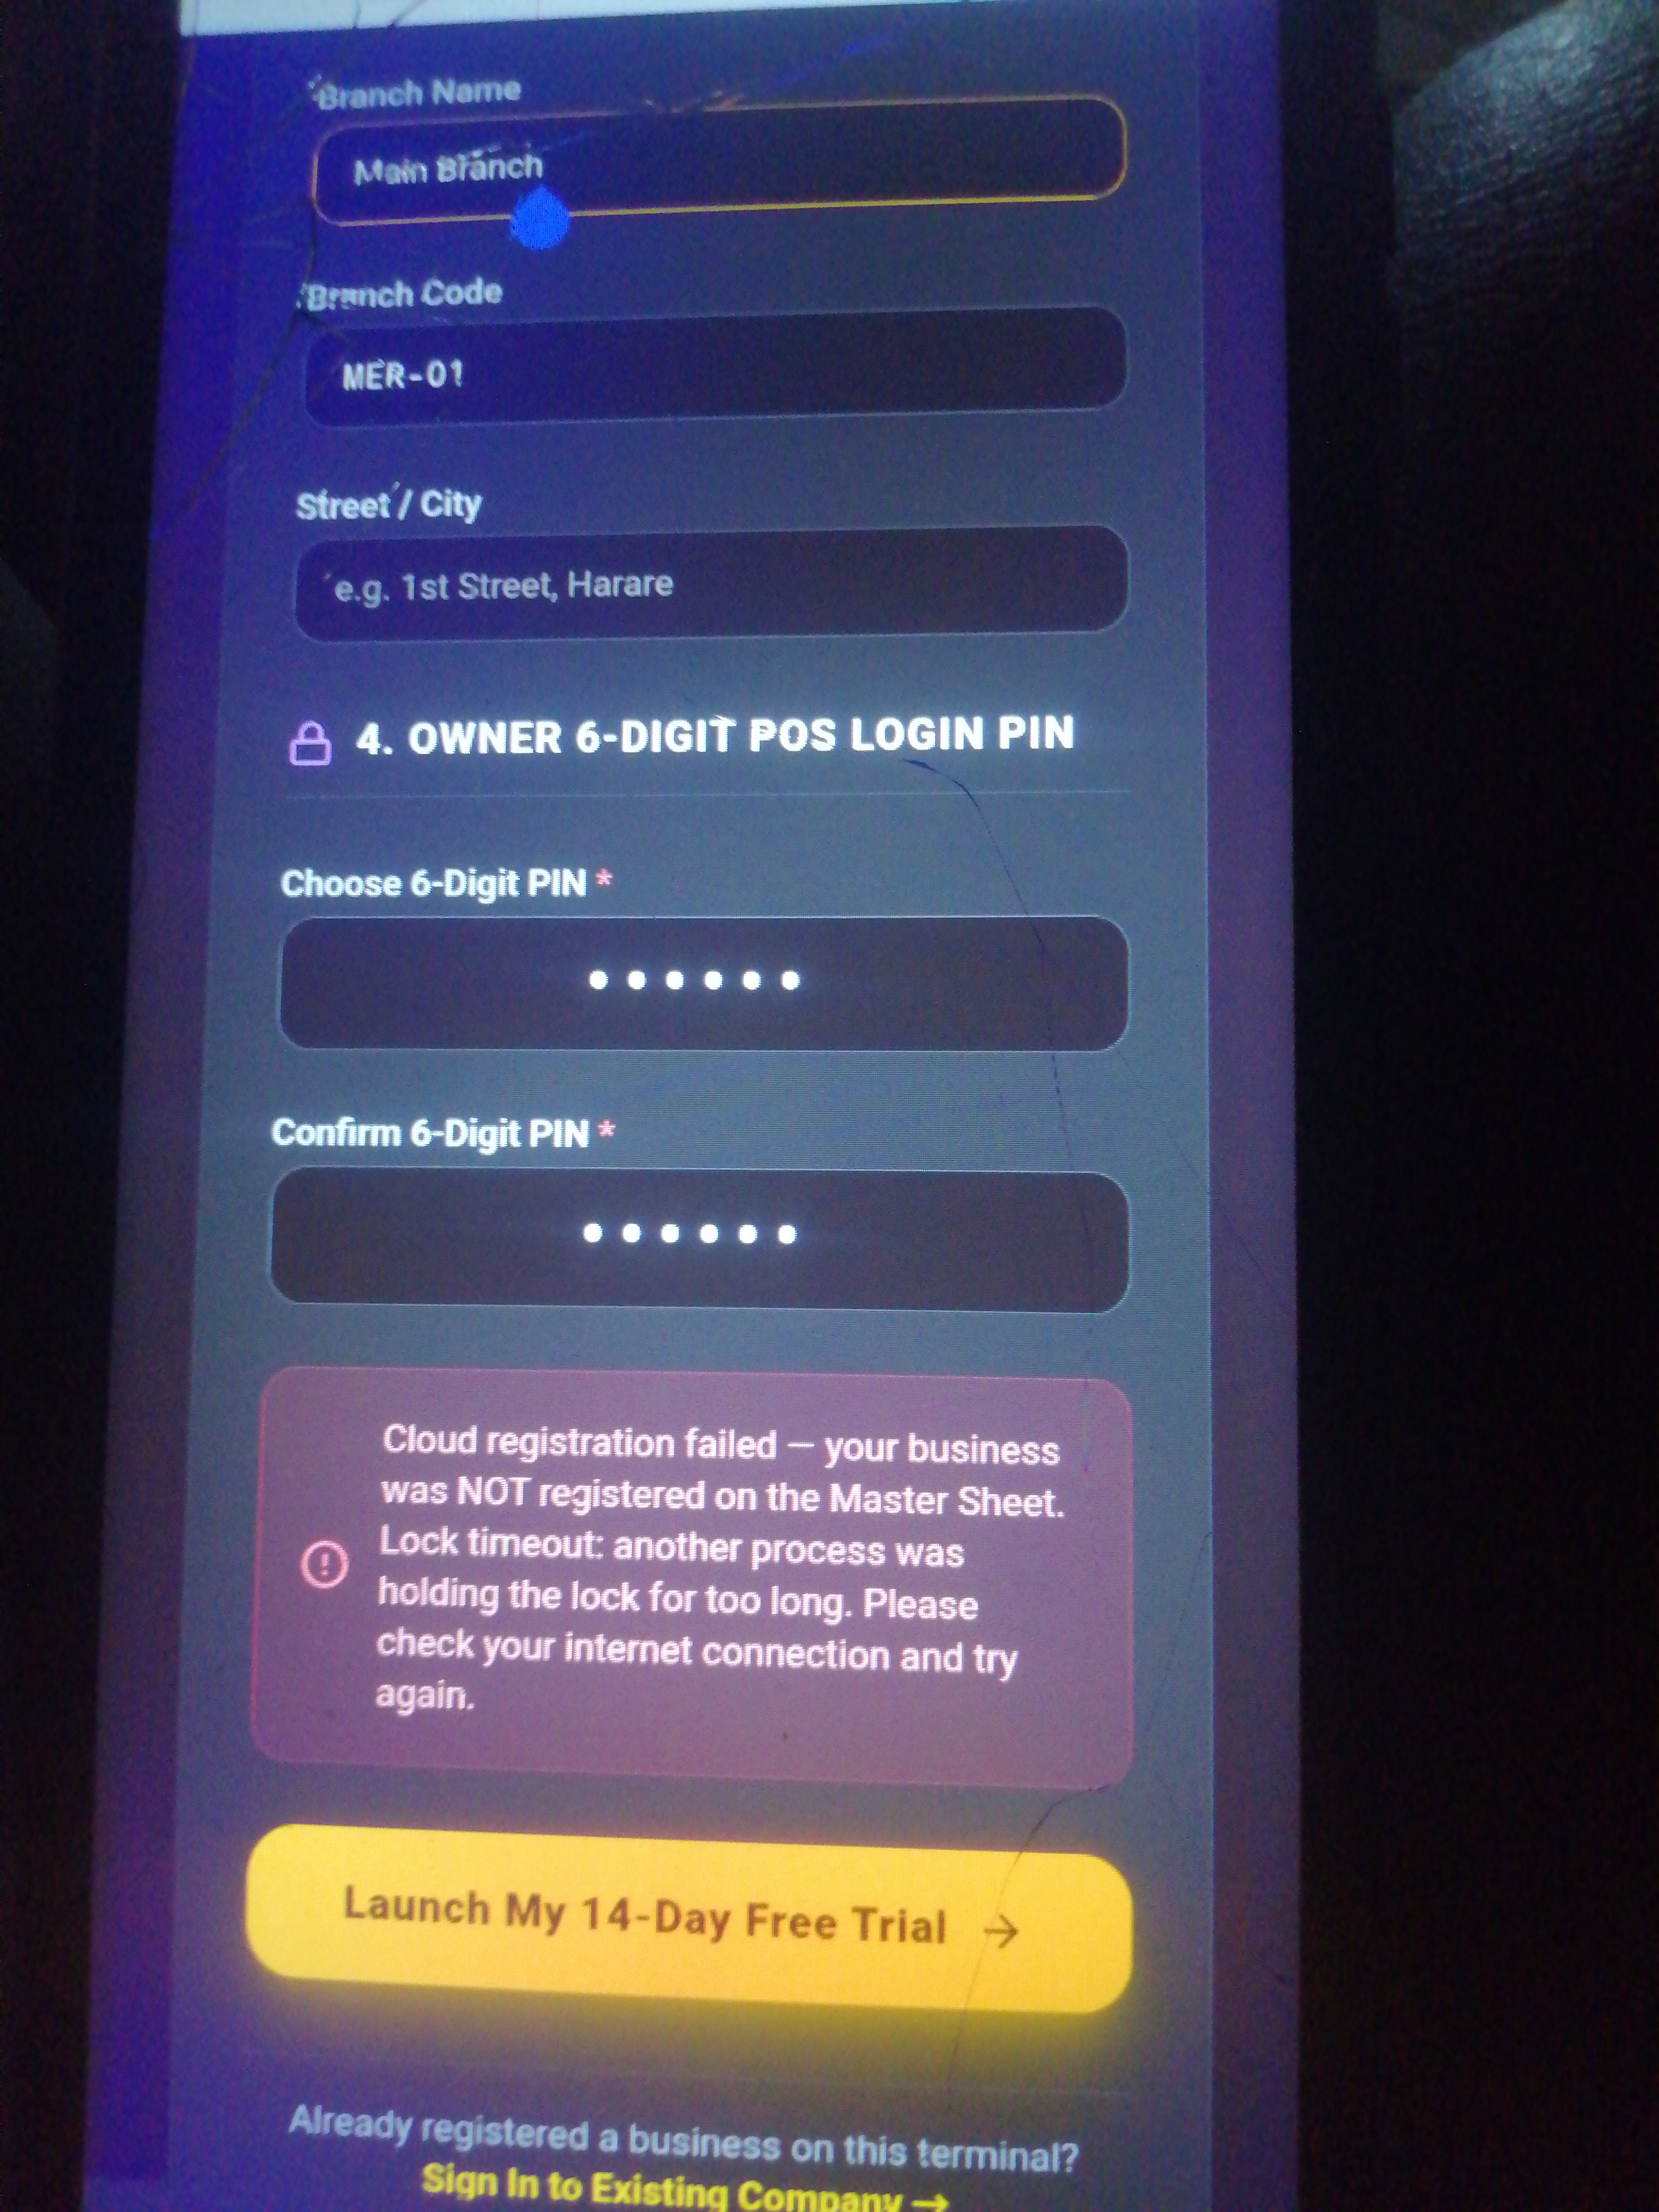 Branch Name
Main Branch
Branch Code
MER-01
Street / City
e.g. 1st Street, Harare
4. OWNER 6-DIGIT POS LOGIN PIN
Choose 6-Digit PIN *
••••••
Confirm 6-Digit PIN *
••••••
Cloud registration failed — your business
was NOT registered on the Master Sheet.
Lock timeout: another process was
holding the lock for too long. Please
check your internet connection and try
again.
Launch My 14-Day Free Trial →
Already registered a business on this terminal?
Sign In to Existing Company →